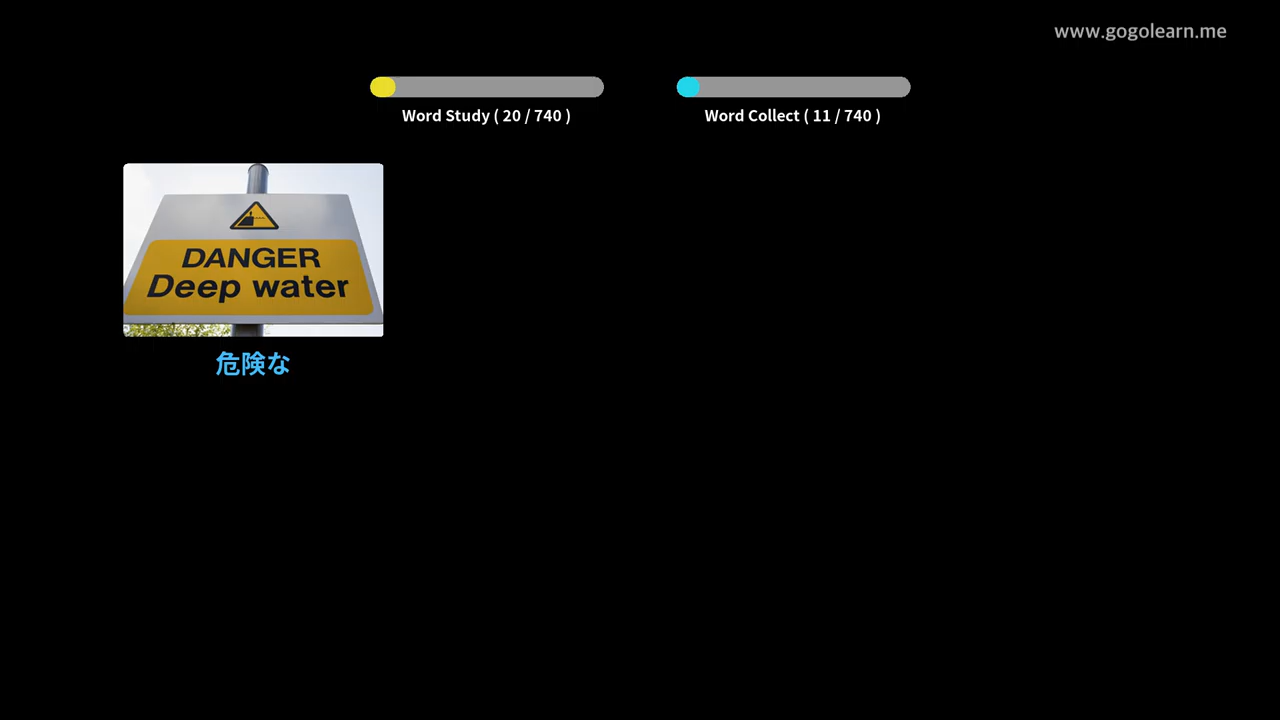 www.gogolearn.me
Word Study ( 20 / 740 )
Word Collect ( 11 / 740 )
DANGER
Deep water
危険な